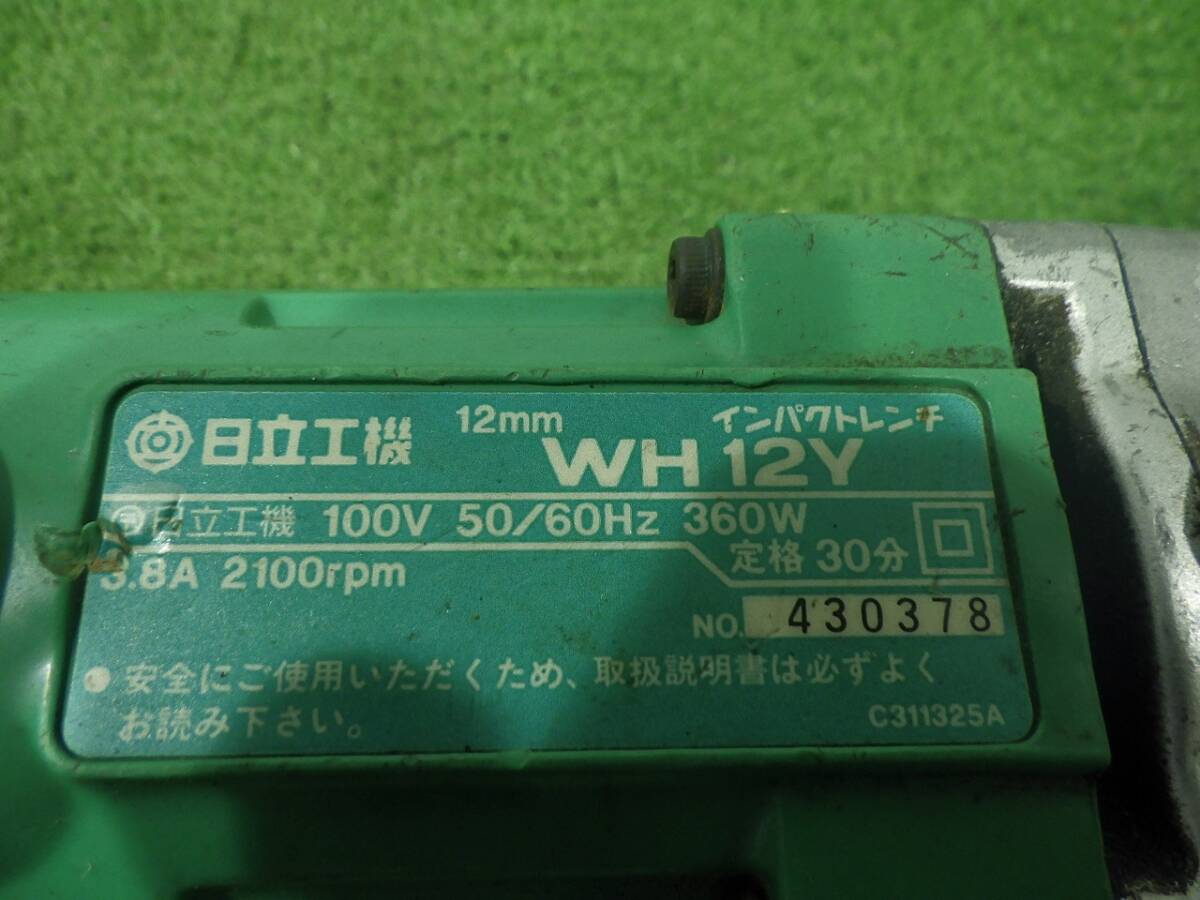 日立工機 12mm インパクトレンチ
WH 12Y
日立工機 100V 50/60Hz 360W
3.8A 2100rpm 定格 30分
NO. 430378
● 安全にご使用いただくため、取扱説明書は必ずよく
お読み下さい。 C311325A